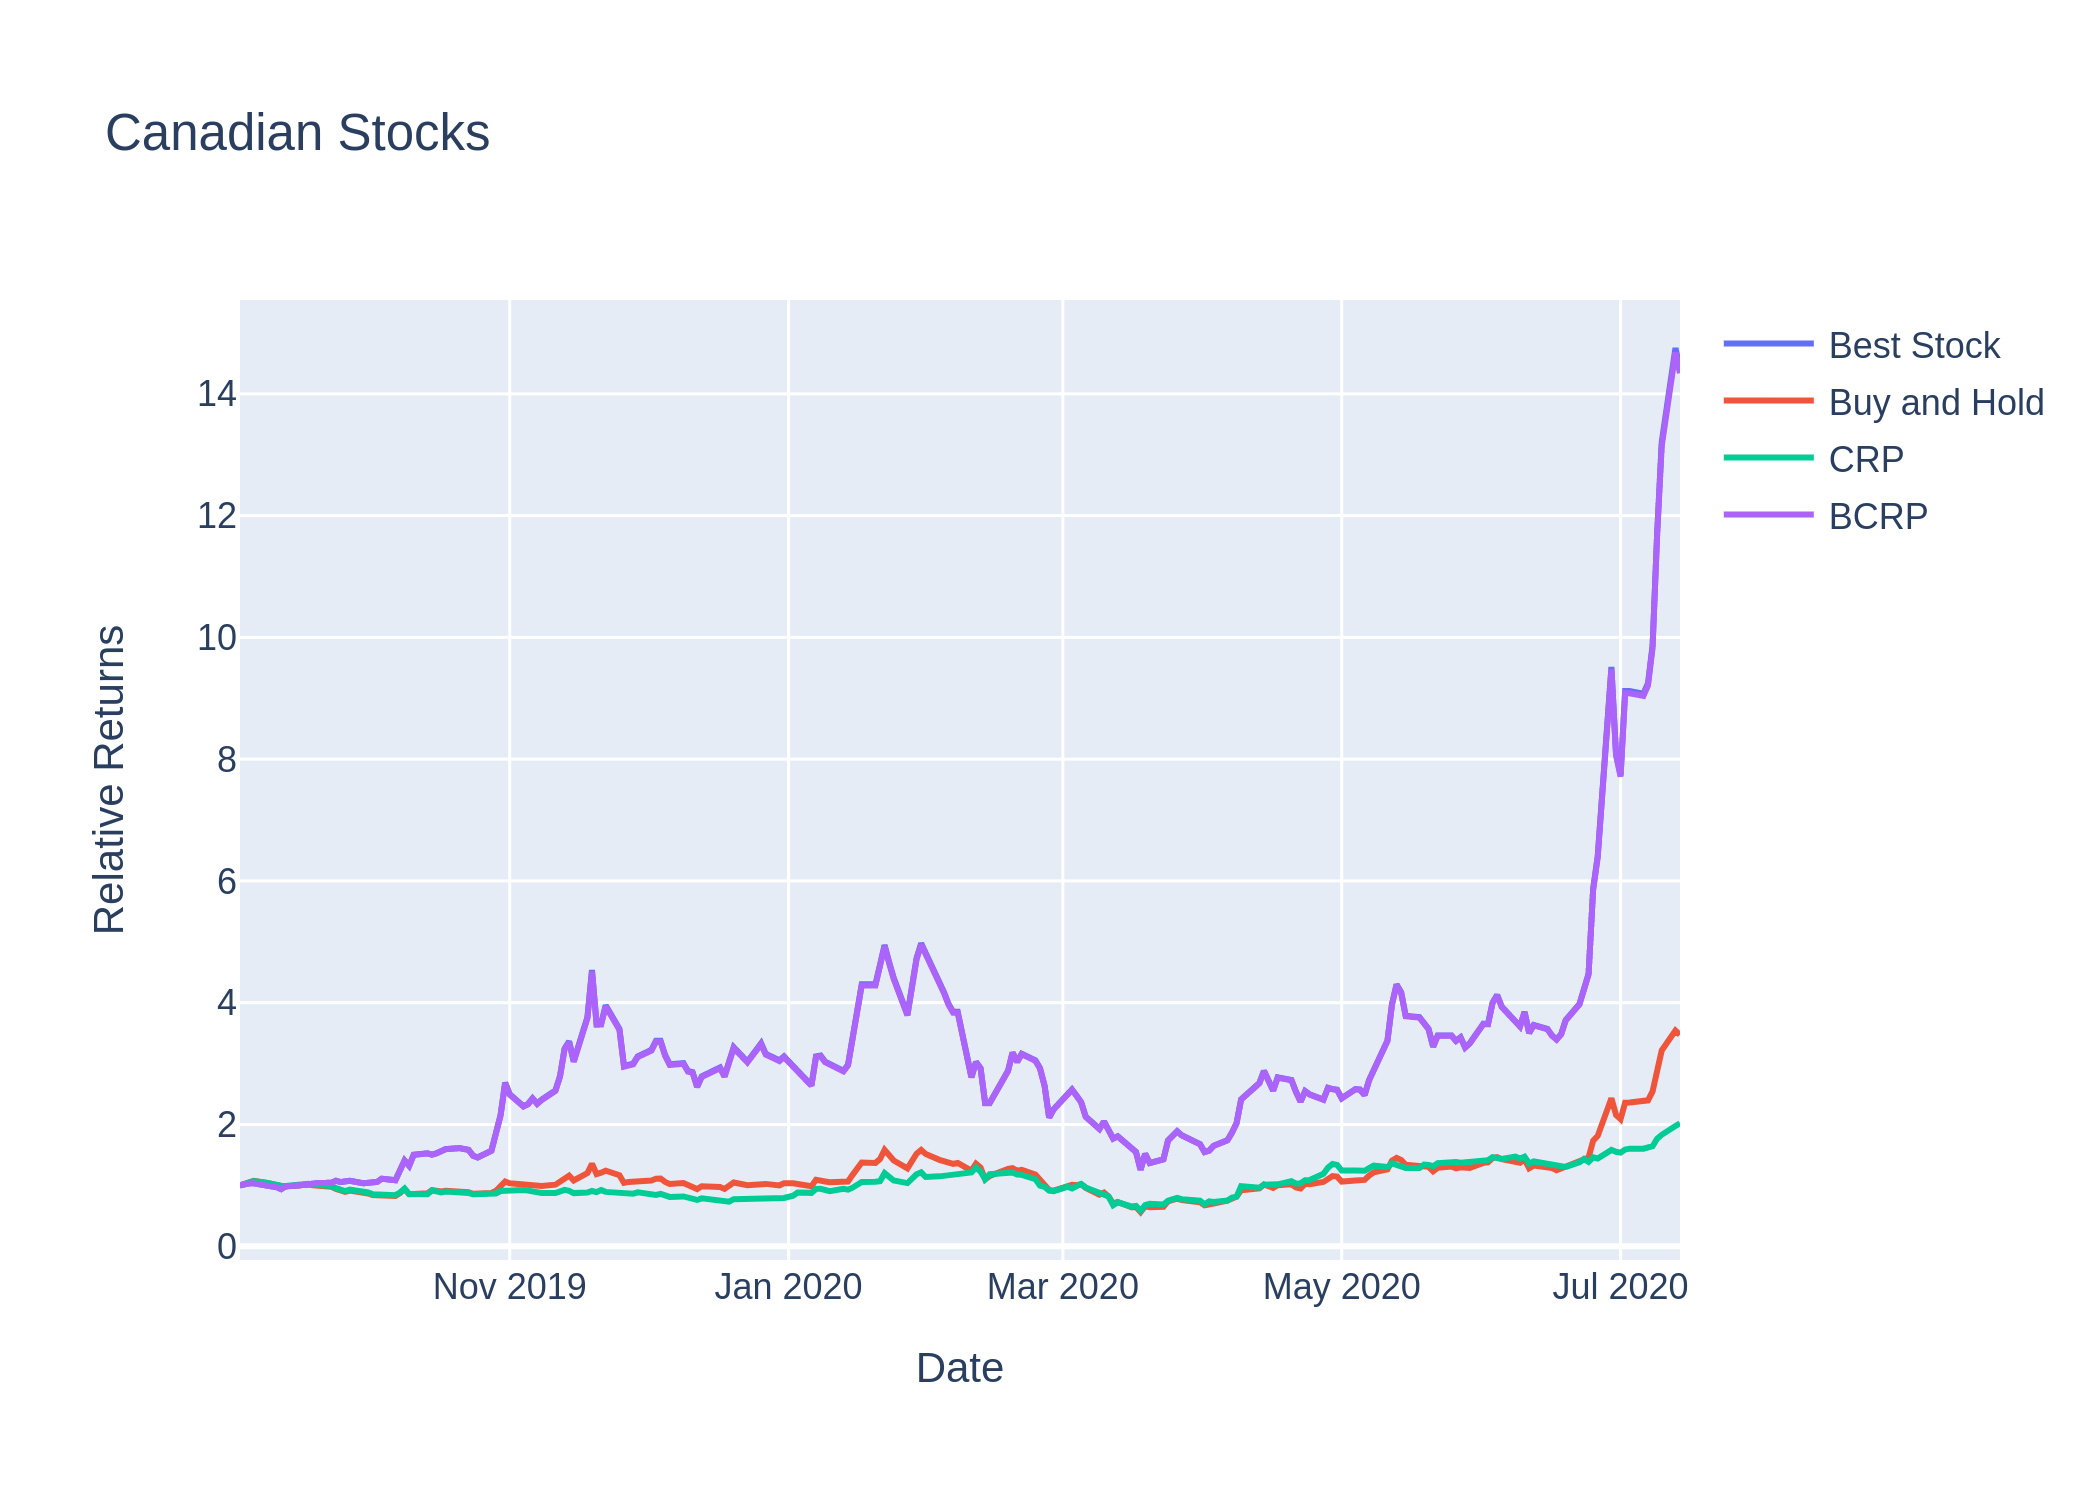 Canadian Stocks
Best Stock
Buy and Hold
CRP
BCRP
Relative Returns
14
12
10
8
6
4
2
0
Nov 2019
Jan 2020
Mar 2020
May 2020
Jul 2020
Date